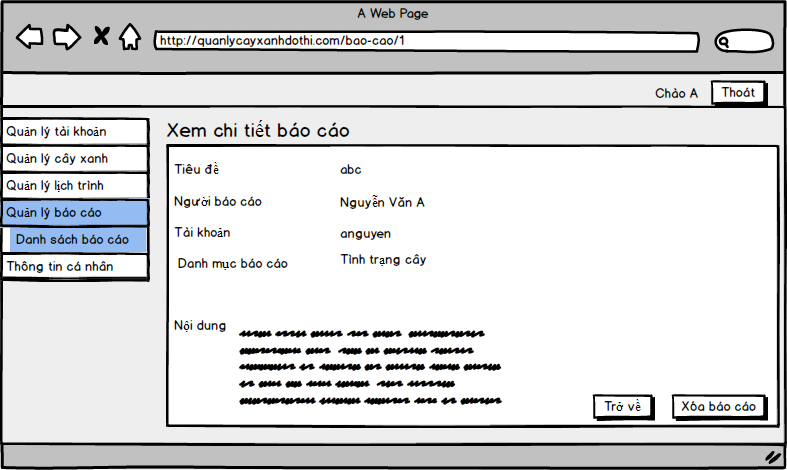 A Web Page
http://quanlycayxanhdothi.com/bao-cao/1
Chào A
Thoát
Quản lý tài khoản
Quản lý cây xanh
Quản lý lịch trình
Quản lý báo cáo
Danh sách báo cáo
Thông tin cá nhân
Xem chi tiết báo cáo
Tiêu đề
abc
Người báo cáo
Nguyễn Văn A
Tài khoản
anguyen
Danh mục báo cáo
Tình trạng cây
Nội dung
Trở về
Xóa báo cáo